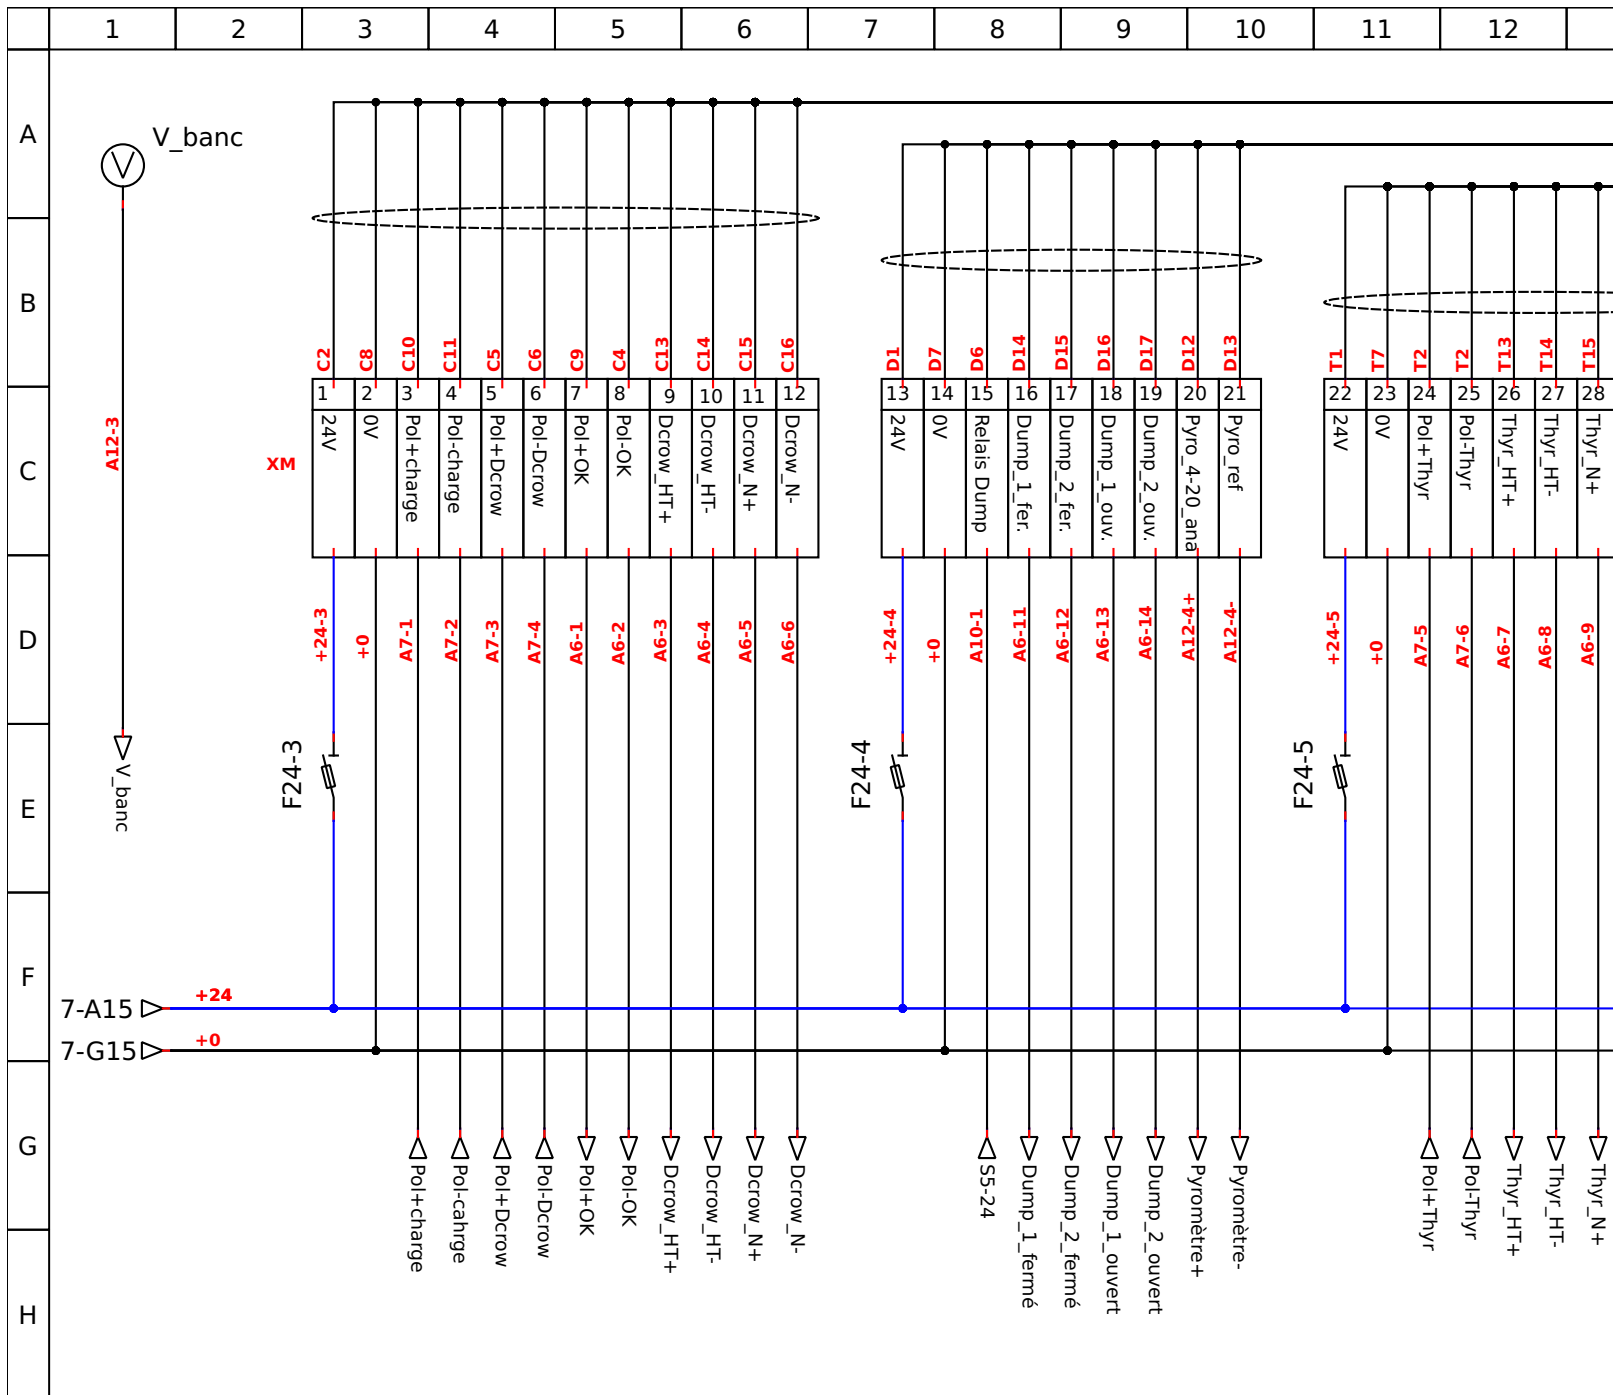 1 2 3 4 5 6 7 8 9 10 11 12
A
B
C
D
E
F
G
H
V_banc
A12-3
V_banc
C2 C8 C10 C11 C5 C6 C9 C4 C13 C14 C15 C16
D1 D7 D6 D14 D15 D16 D17 D12 D13
T1 T7 T2 T2 T13 T14 T15
XM
1 2 3 4 5 6 7 8 9 10 11 12
13 14 15 16 17 18 19 20 21
22 23 24 25 26 27 28
24V
0V
Pol+charge
Pol-charge
Pol+Dcrow
Pol-Dcrow
Pol+OK
Pol-OK
Dcrow_HT+
Dcrow_HT-
Dcrow_N+
Dcrow_N-
24V
0V
Relais Dump
Dump_1_fer.
Dump_2_fer.
Dump_1_ouv.
Dump_2_ouv.
Pyro_4-20_ana
Pyro_ref
24V
0V
Pol+Thyr
Pol-Thyr
Thyr_HT+
Thyr_HT-
Thyr_N+
+24-3 +0 A7-1 A7-2 A7-3 A7-4 A6-1 A6-2 A6-3 A6-4 A6-5 A6-6
+24-4 +0 A10-1 A6-11 A6-12 A6-13 A6-14 A12-4+ A12-4-
+24-5 +0 A7-5 A7-6 A6-7 A6-8 A6-9
F24-3
F24-4
F24-5
7-A15 +24
7-G15 +0
Pol+charge
Pol-cahrge
Pol+Dcrow
Pol-Dcrow
Pol+OK
Pol-OK
Dcrow_HT+
Dcrow_HT-
Dcrow_N+
Dcrow_N-
S5-24
Dump_1_fermé
Dump_2_fermé
Dump_1_ouvert
Dump_2_ouvert
Pyromètre+
Pyromètre-
Pol+Thyr
Pol-Thyr
Thyr_HT+
Thyr_HT-
Thyr_N+